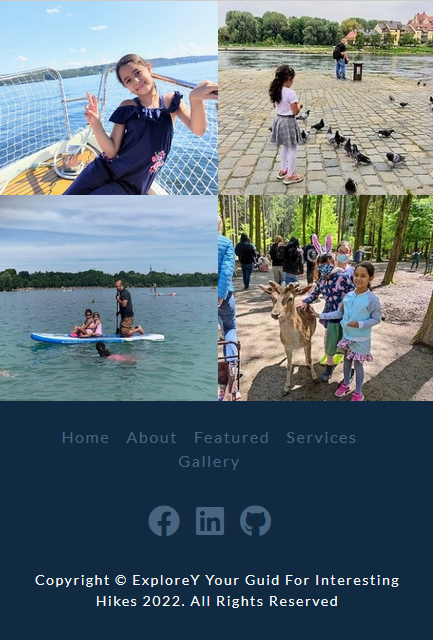 Home About Featured Services
Gallery
Copyright © ExploreY Your Guid For Interesting
Hikes 2022. All Rights Reserved